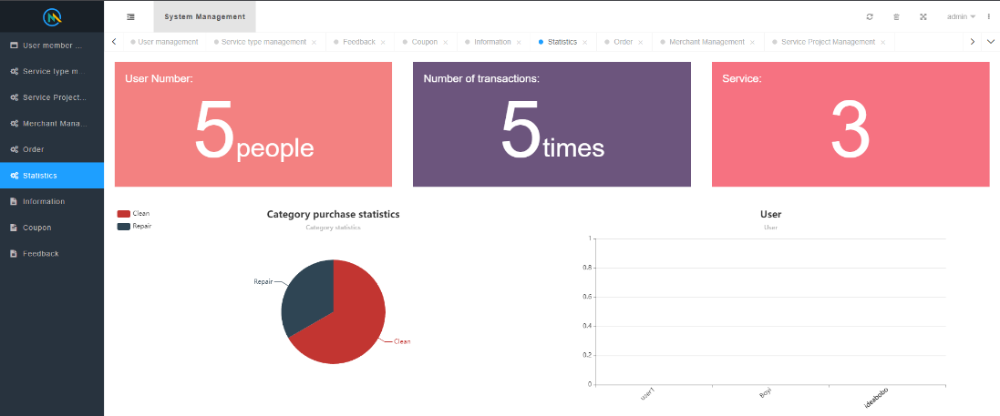 System Management
admin
User management
Service type management
Feedback
Coupon
Information
Statistics
Order
Merchant Management
Service Project Management
User member ...
Service type m...
Service Project...
Merchant Mana...
Order
Statistics
Information
Coupon
Feedback
User Number:
5people
Number of transactions:
5times
Service:
3
Clean
Repair
Category purchase statistics
Category statistics
Repair
Clean
User
User
1
0.8
0.6
0.4
0.2
0
user1
Boyi
ideabobo